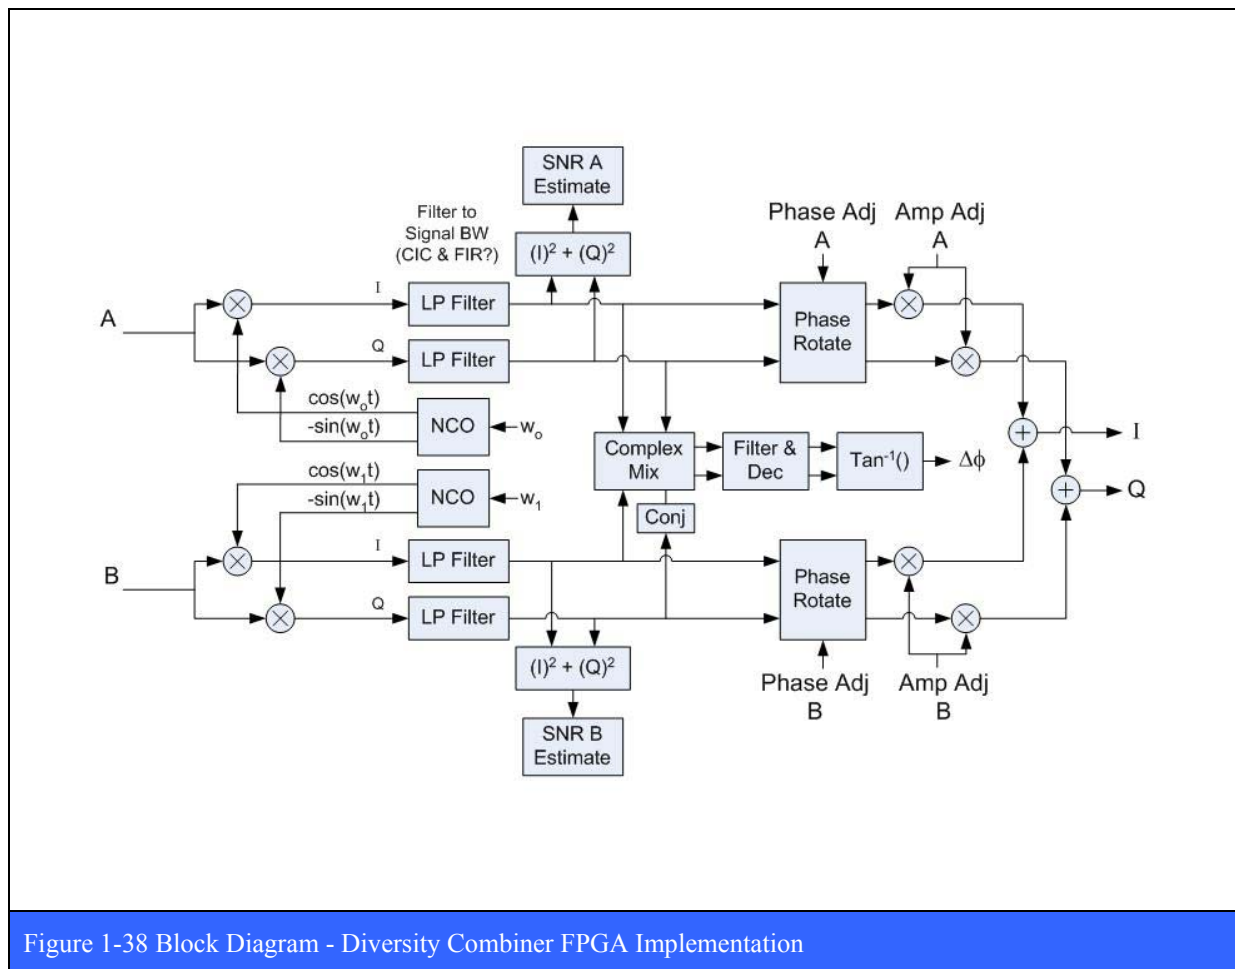 SNR A
Estimate
Filter to
Signal BW
(CIC & FIR?)
(I)² + (Q)²
Phase Adj
A
Amp Adj
A
A
I
LP Filter
Q
LP Filter
Phase
Rotate
cos(wₒt)
-sin(wₒt)
NCO
wₒ
Complex
Mix
Filter &
Dec
Tan⁻¹()
Δϕ
I
Q
cos(w₁t)
-sin(w₁t)
NCO
w₁
Conj
B
I
LP Filter
Q
LP Filter
Phase
Rotate
(I)² + (Q)²
Phase Adj
B
Amp Adj
B
SNR B
Estimate
Figure 1-38 Block Diagram - Diversity Combiner FPGA Implementation